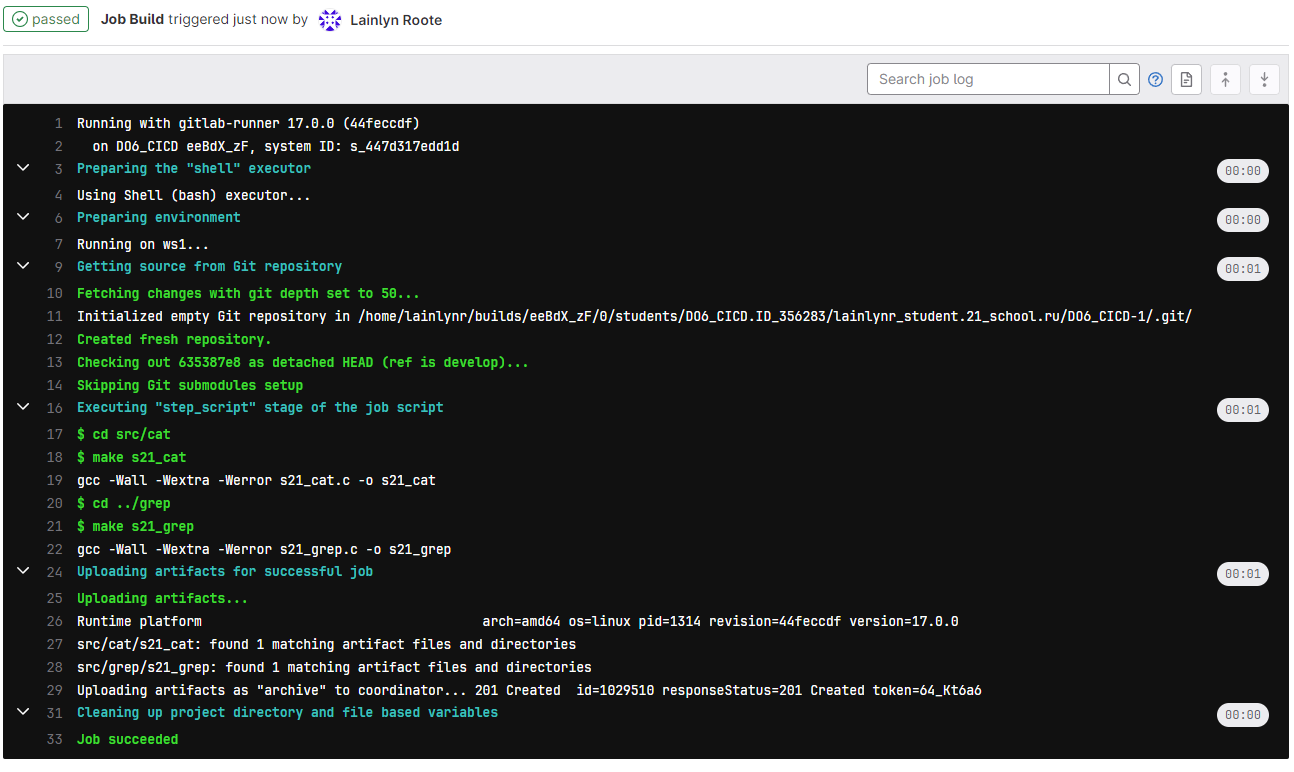 passed Job Build triggered just now by Lainlyn Roote
Search job log
1 Running with gitlab-runner 17.0.0 (44feccdf)
2 on DO6_CICD eeBdX_zF, system ID: s_447d317edd1d
3 Preparing the "shell" executor 00:00
4 Using Shell (bash) executor...
6 Preparing environment 00:00
7 Running on ws1...
9 Getting source from Git repository 00:01
10 Fetching changes with git depth set to 50...
11 Initialized empty Git repository in /home/lainlynr/builds/eeBdX_zF/0/students/DO6_CICD.ID_356283/lainlynr_student.21_school.ru/DO6_CICD-1/.git/
12 Created fresh repository.
13 Checking out 635387e8 as detached HEAD (ref is develop)...
14 Skipping Git submodules setup
16 Executing "step_script" stage of the job script 00:01
17 $ cd src/cat
18 $ make s21_cat
19 gcc -Wall -Wextra -Werror s21_cat.c -o s21_cat
20 $ cd ../grep
21 $ make s21_grep
22 gcc -Wall -Wextra -Werror s21_grep.c -o s21_grep
24 Uploading artifacts for successful job 00:01
25 Uploading artifacts...
26 Runtime platform arch=amd64 os=linux pid=1314 revision=44feccdf version=17.0.0
27 src/cat/s21_cat: found 1 matching artifact files and directories
28 src/grep/s21_grep: found 1 matching artifact files and directories
29 Uploading artifacts as "archive" to coordinator... 201 Created id=1029510 responseStatus=201 Created token=64_Kt6a6
31 Cleaning up project directory and file based variables 00:00
33 Job succeeded